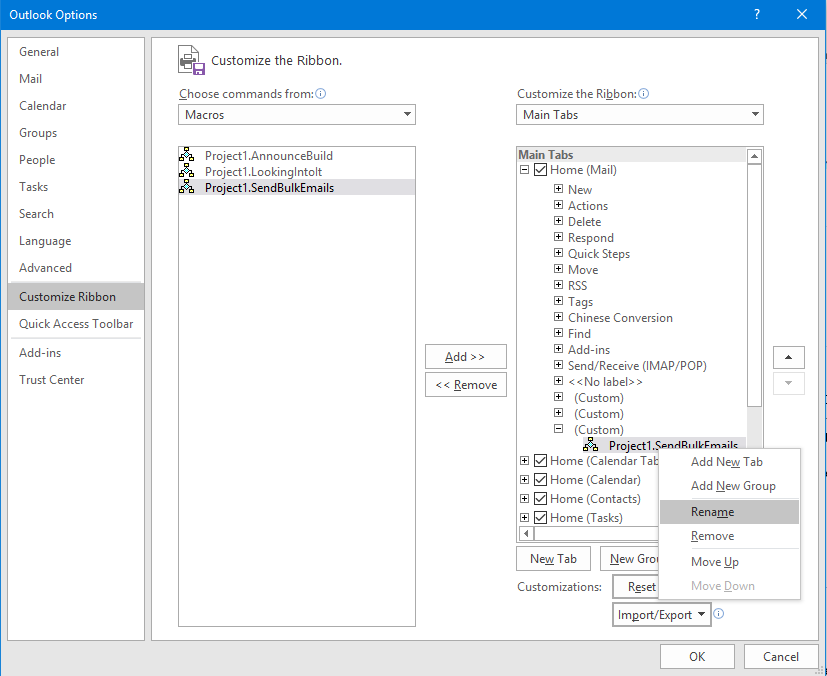 Outlook Options
?
General
Mail
Calendar
Groups
People
Tasks
Search
Language
Advanced
Customize Ribbon
Quick Access Toolbar
Add-ins
Trust Center
Customize the Ribbon.
Choose commands from:
Macros
Project1.AnnounceBuild
Project1.LookingIntoIt
Project1.SendBulkEmails
Add >>
<< Remove
Customize the Ribbon:
Main Tabs
Main Tabs
Home (Mail)
New
Actions
Delete
Respond
Quick Steps
Move
RSS
Tags
Chinese Conversion
Find
Add-ins
Send/Receive (IMAP/POP)
<<No label>>
(Custom)
(Custom)
(Custom)
Project1.SendBulkEmails
Home (Calendar Tab
Home (Calendar)
Home (Contacts)
Home (Tasks)
Add New Tab
Add New Group
Rename
Remove
Move Up
Move Down
New Tab
New Grou
Customizations:
Reset
Import/Export
OK
Cancel